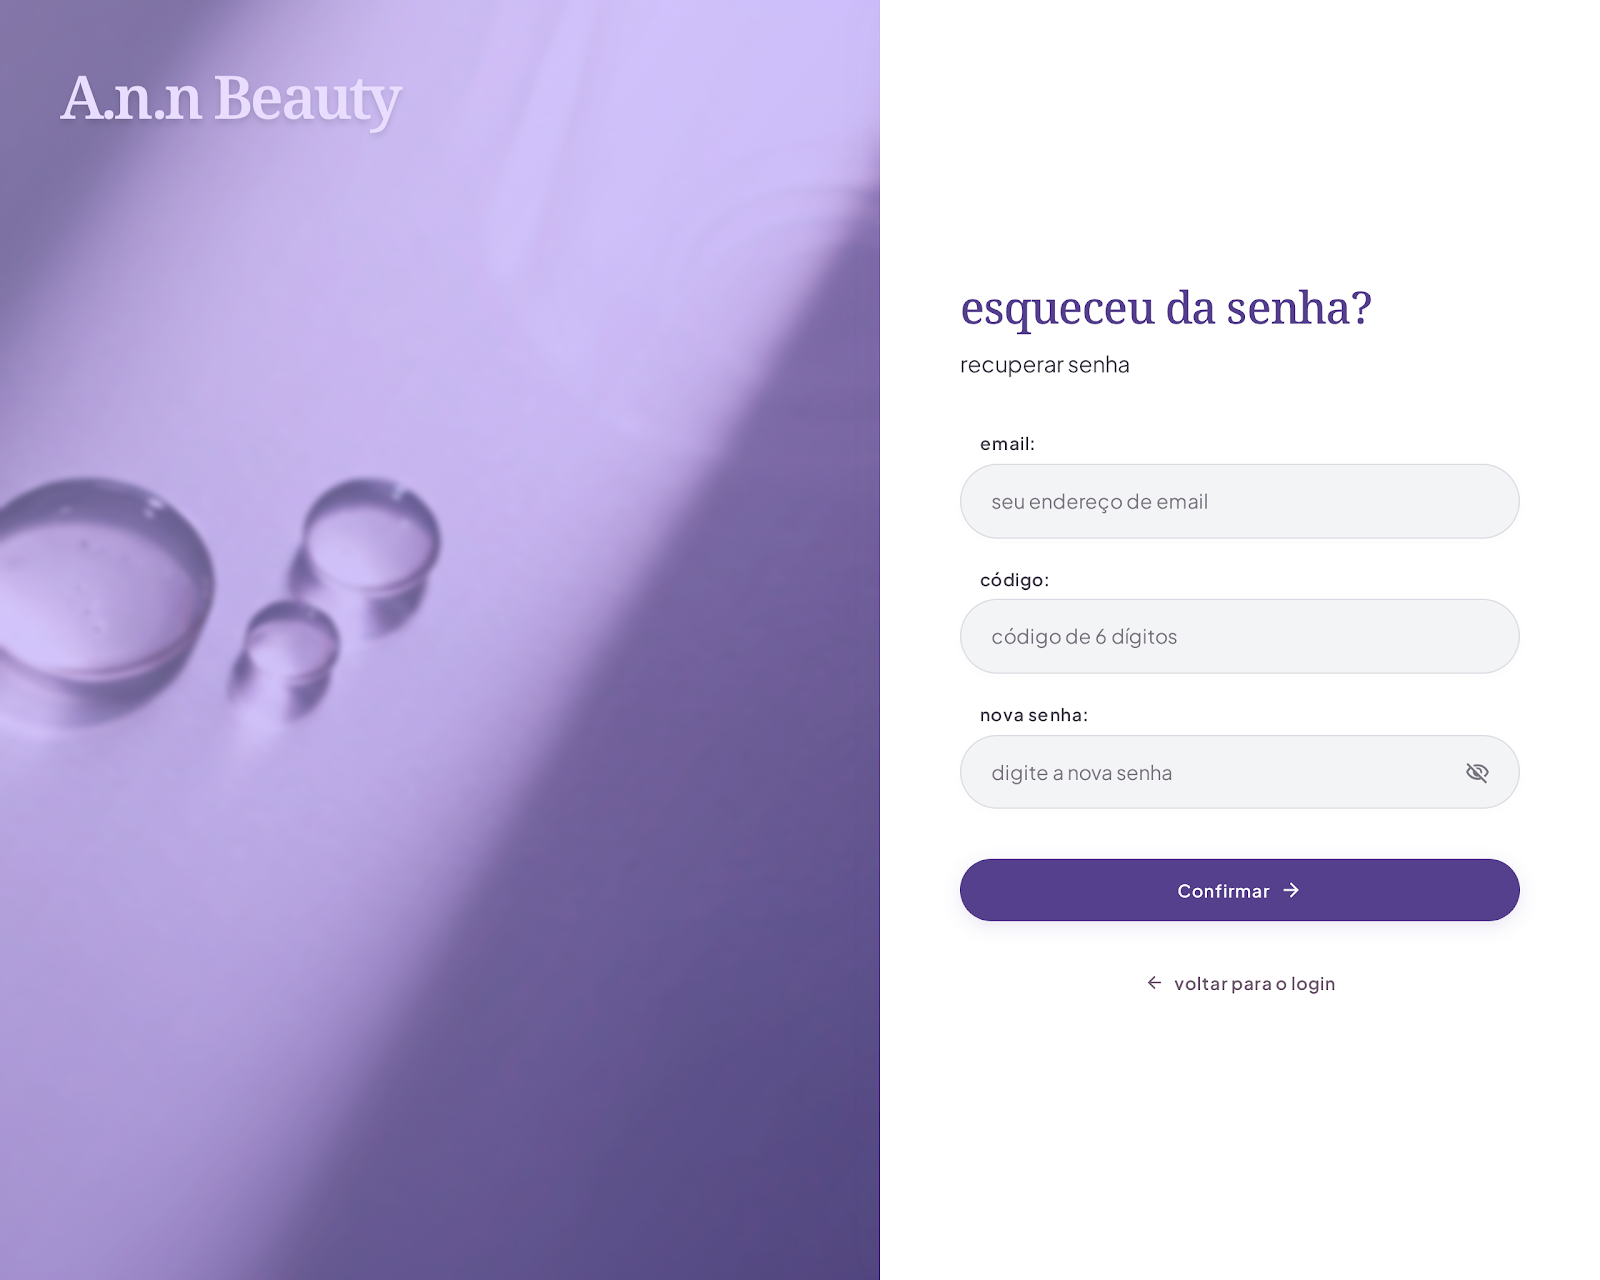 A.n.n Beauty
esqueceu da senha?
recuperar senha
email:
seu endereço de email
código:
código de 6 dígitos
nova senha:
digite a nova senha
Confirmar →
← voltar para o login